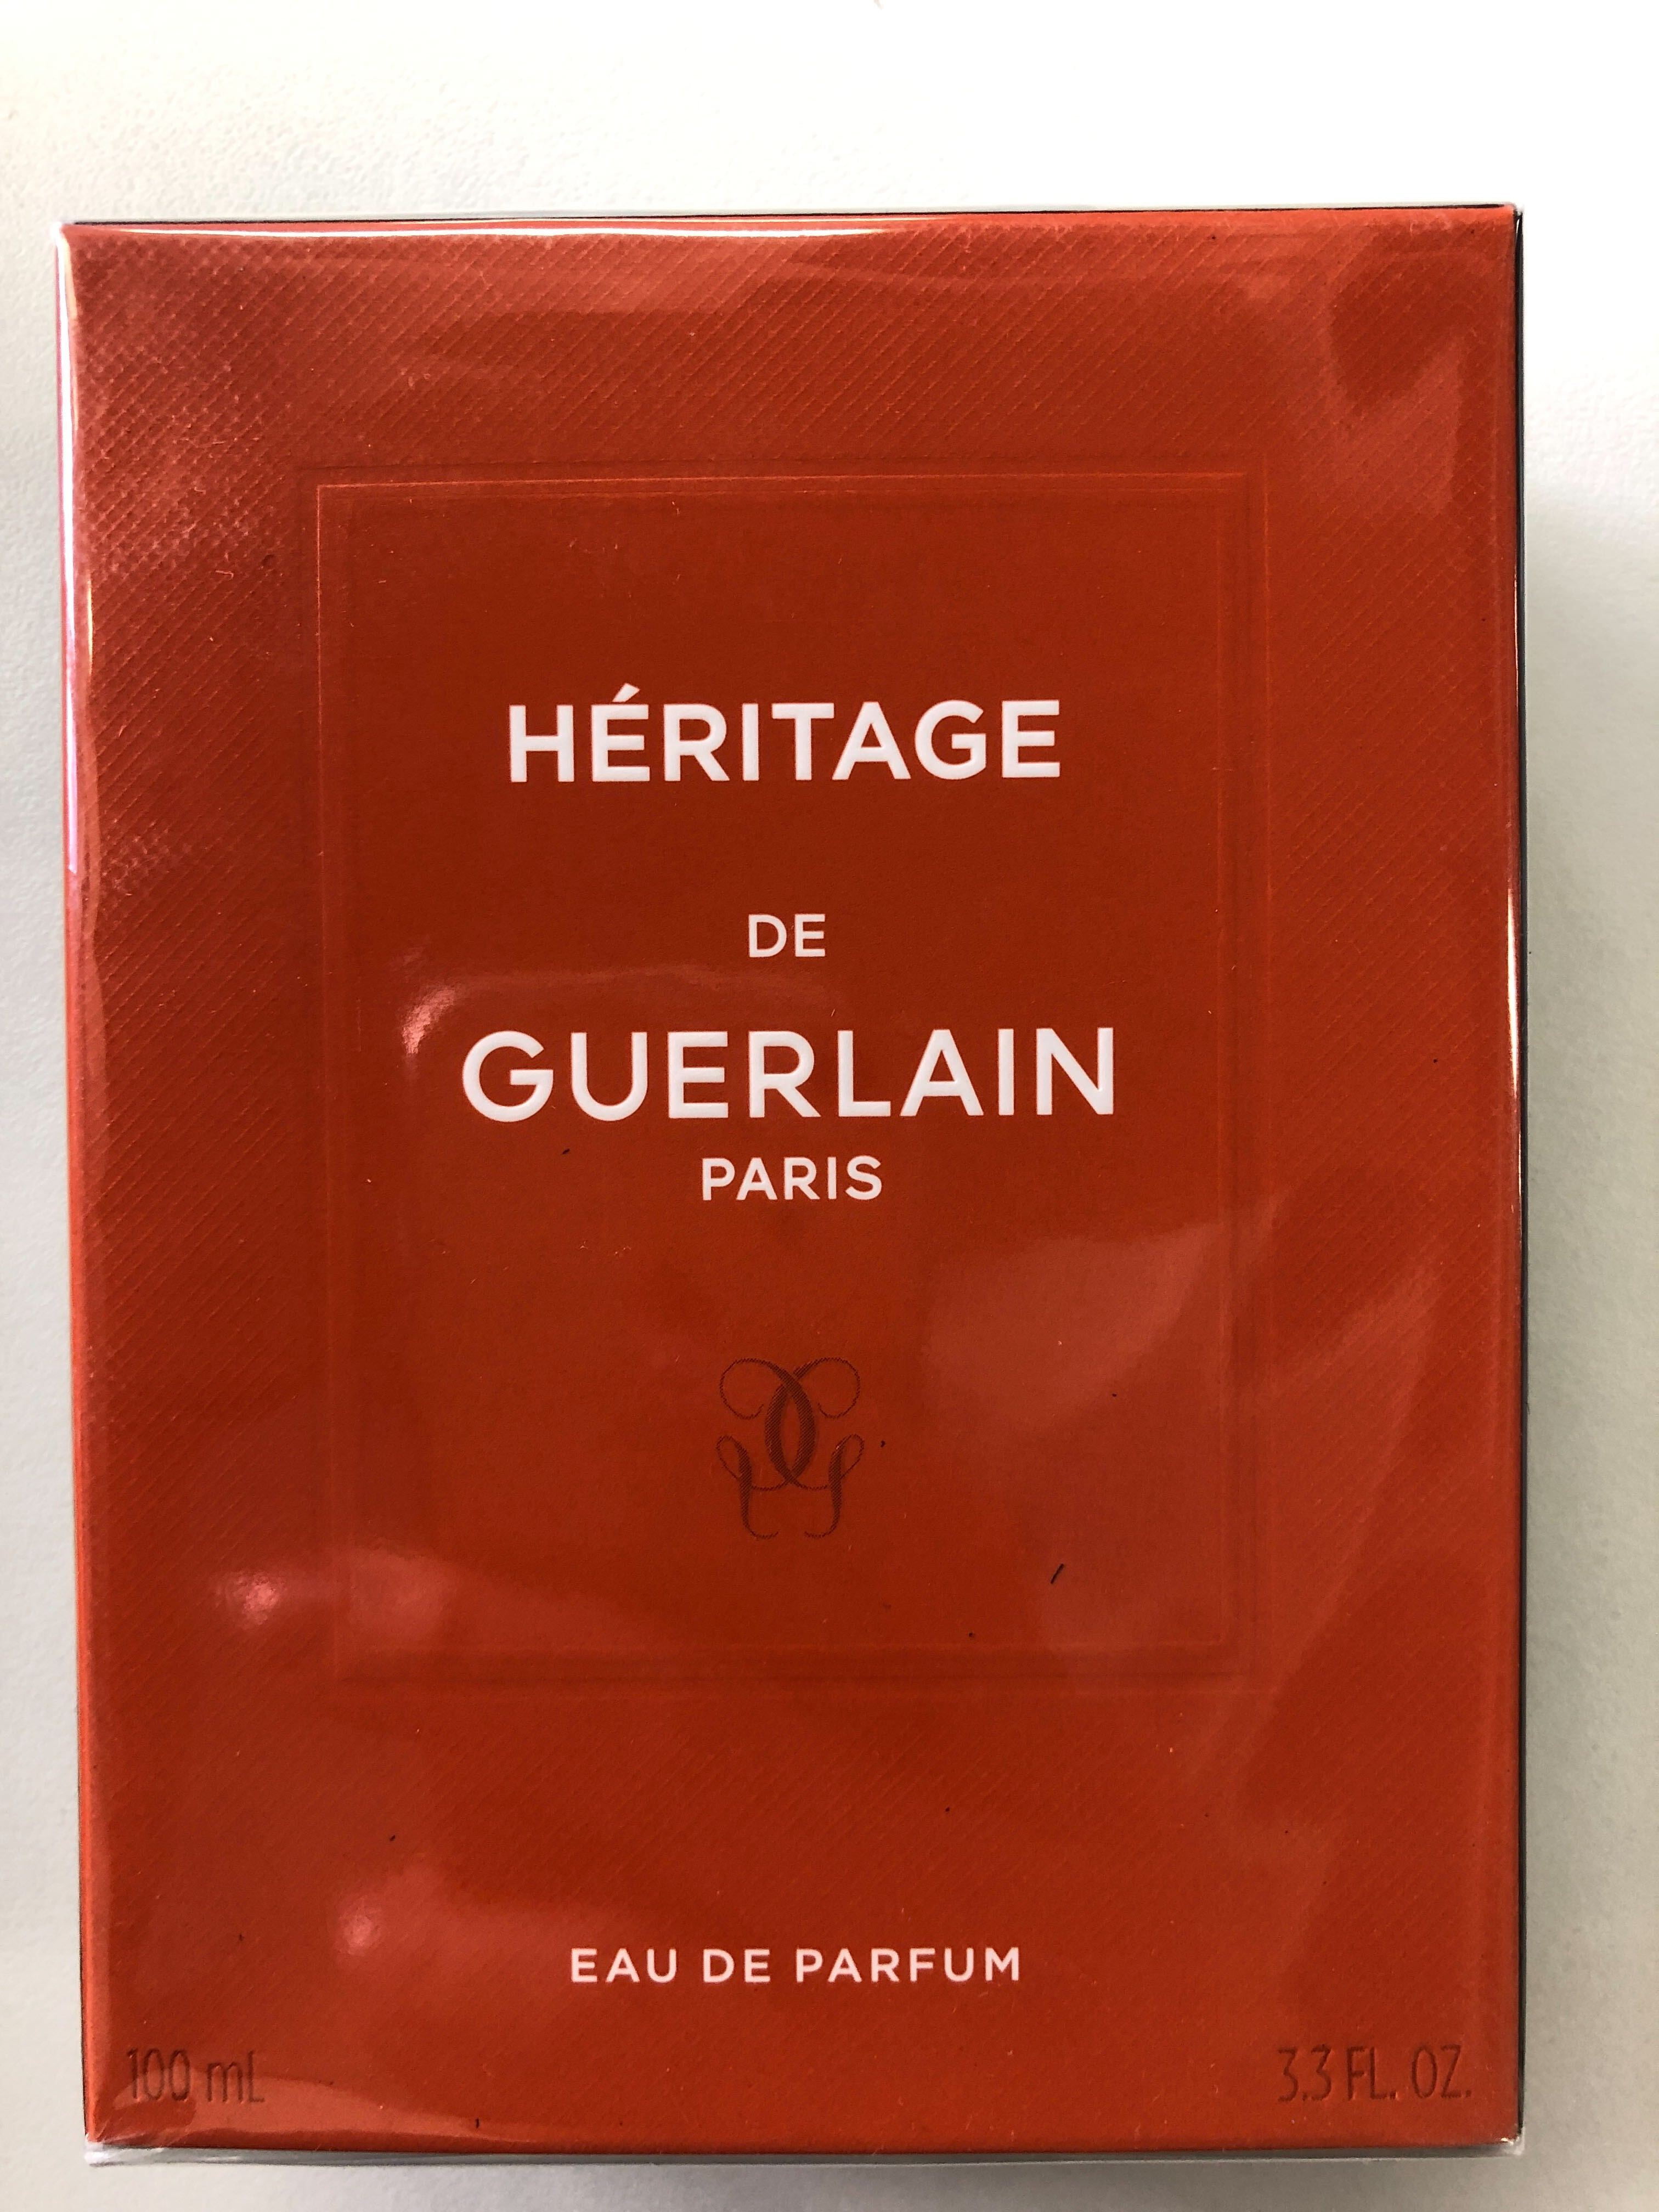 HÉRITAGE
DE
GUERLAIN
PARIS
EAU DE PARFUM
100 mL
3.3 FL. OZ.